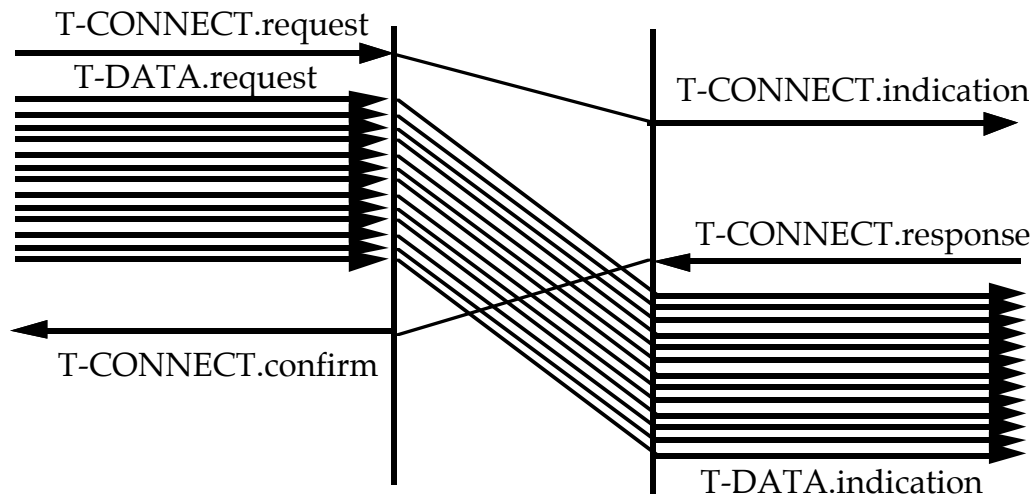 T-CONNECT.request
T-DATA.request
T-CONNECT.indication
T-CONNECT.response
T-CONNECT.confirm
T-DATA.indication